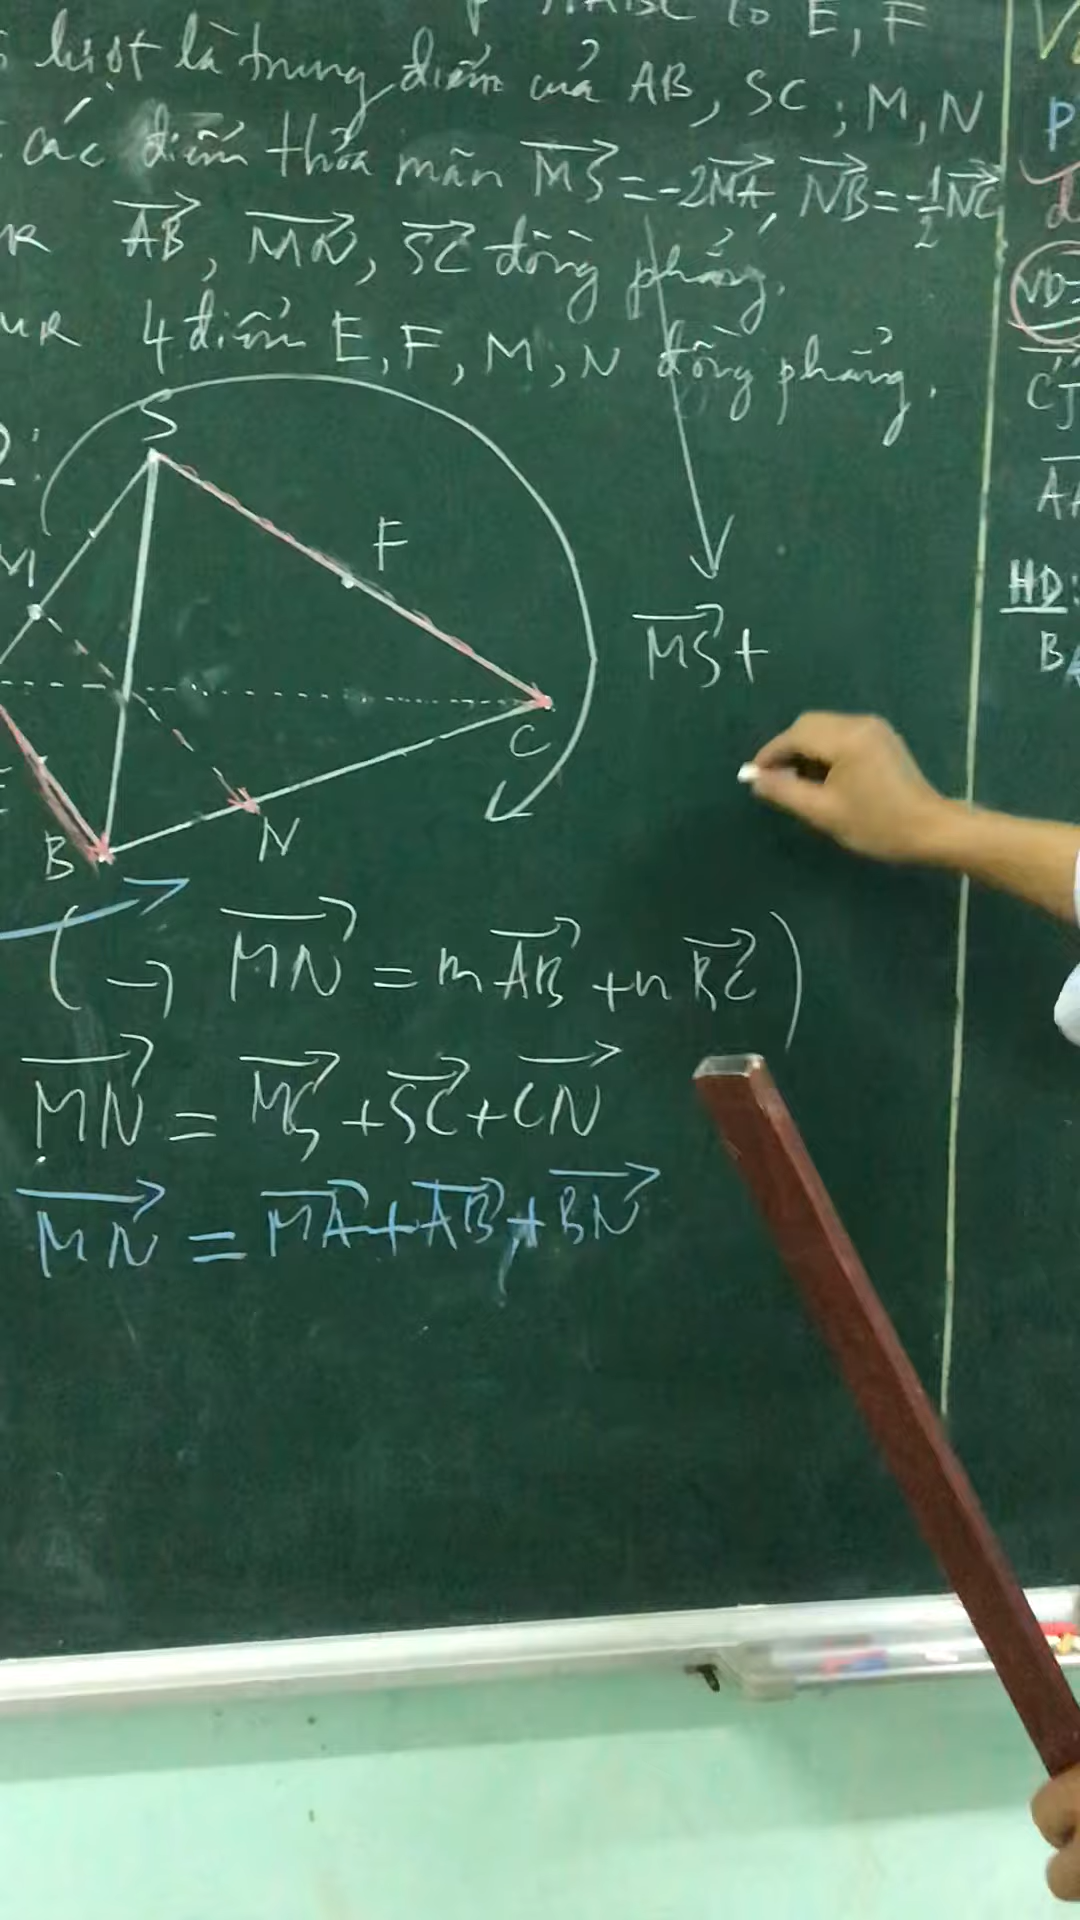 E, F
lượt là trung điểm của AB, SC ; M, N
các điểm thỏa mãn MS⃗ = -2MA⃗, NB⃗ = -1/2 NC⃗
AB⃗, MN⃗, SC⃗ đồng phẳng.
4 điểm E, F, M, N đồng phẳng.
S
F
M
C
E
B
N
MS⃗ +
(→ MN⃗ = mAB⃗ + nBC⃗)
MN⃗ = MS⃗ + SC⃗ + CN⃗
MN⃗ = MA⃗ + AB⃗ + BN⃗
HD: